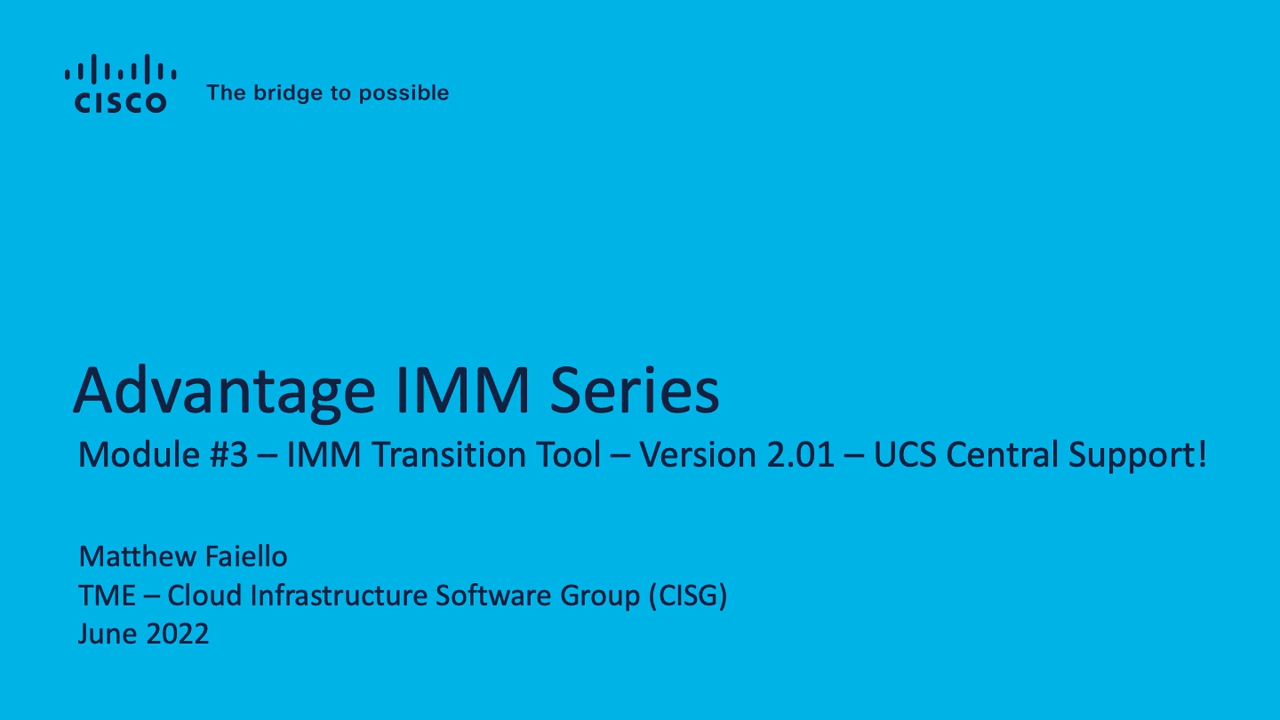 CISCO
The bridge to possible
Advantage IMM Series
Module #3 – IMM Transition Tool – Version 2.01 – UCS Central Support!
Matthew Faiello
TME – Cloud Infrastructure Software Group (CISG)
June 2022